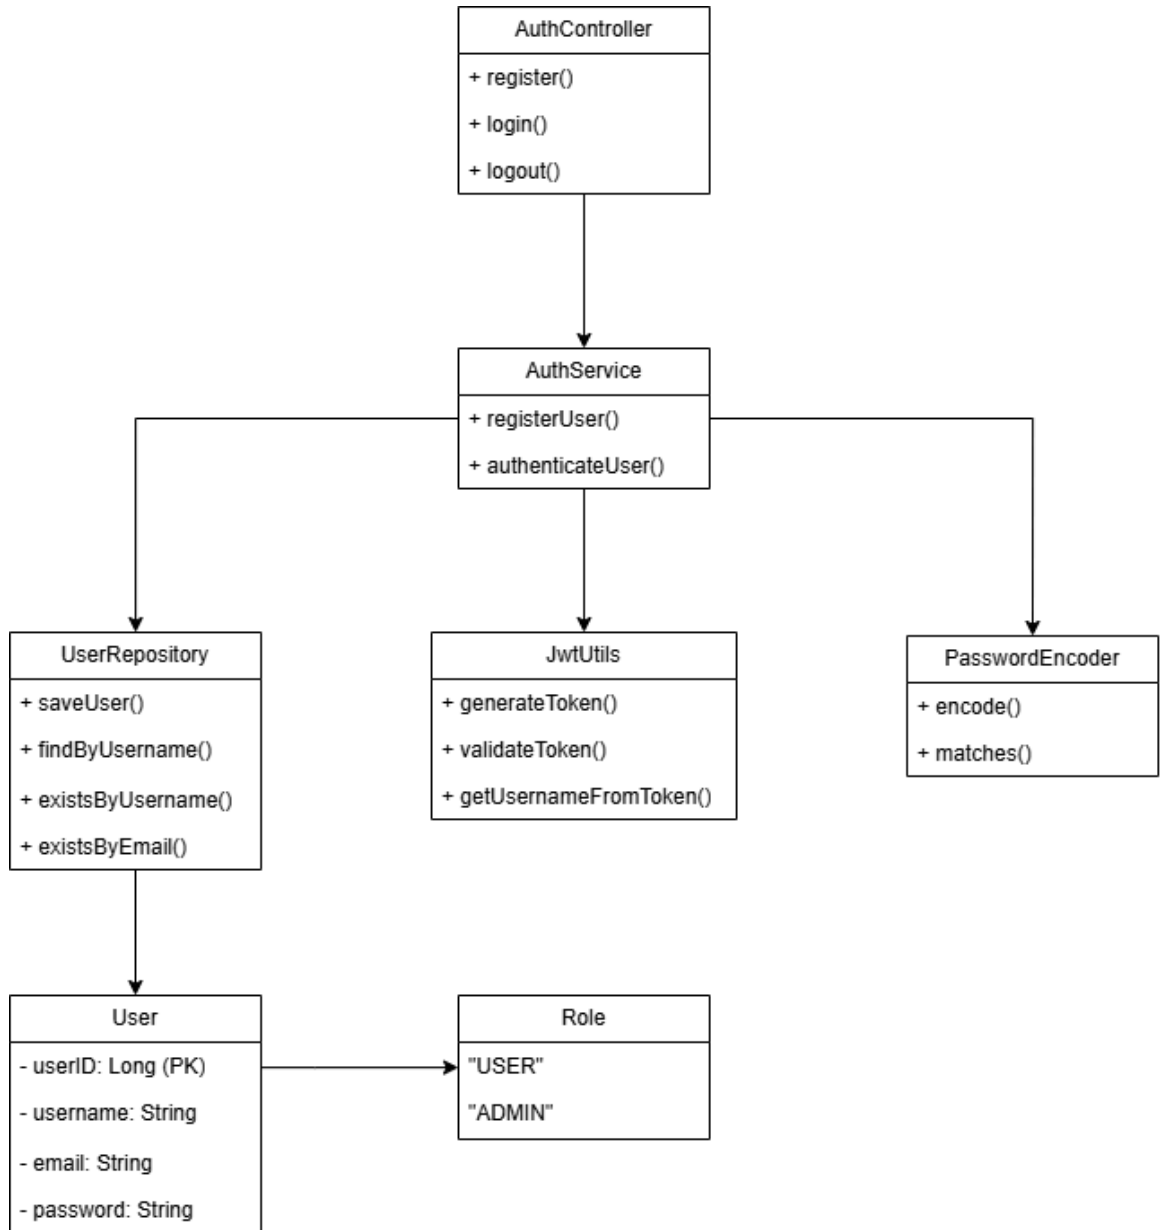 AuthController
+ register()
+ login()
+ logout()
AuthService
+ registerUser()
+ authenticateUser()
UserRepository
+ saveUser()
+ findByUsername()
+ existsByUsername()
+ existsByEmail()
JwtUtils
+ generateToken()
+ validateToken()
+ getUsernameFromToken()
PasswordEncoder
+ encode()
+ matches()
User
- userID: Long (PK)
- username: String
- email: String
- password: String
Role
"USER"
"ADMIN"